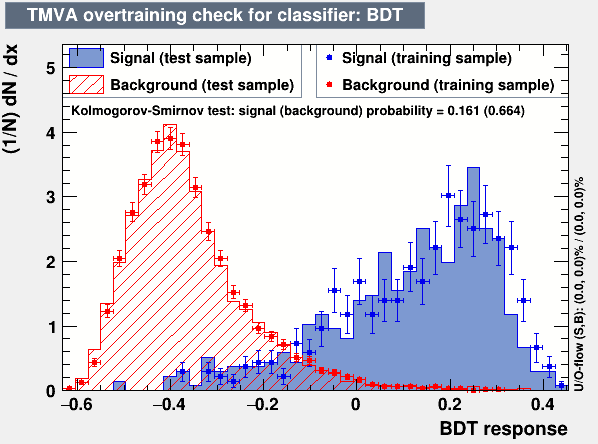 TMVA overtraining check for classifier: BDT
(1/N) dN / dx
Signal (test sample)
Signal (training sample)
Background (test sample)
Background (training sample)
Kolmogorov-Smirnov test: signal (background) probability = 0.161 (0.664)
5
4
3
2
1
0
−0.6 −0.4 −0.2 0 0.2 0.4
BDT response
U/O-flow (S,B): (0.0, 0.0)% / (0.0, 0.0)%